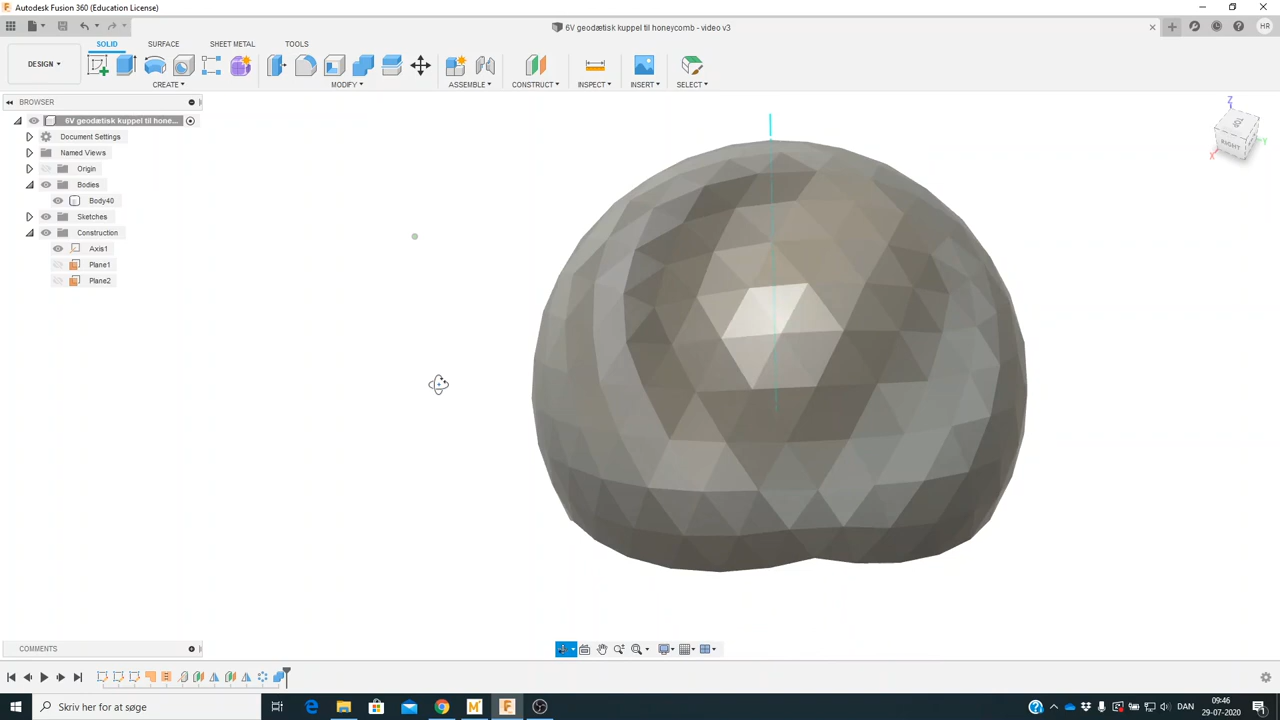 Autodesk Fusion 360 (Education License)
6V geodætisk kuppel til honeycomb - video v3
HR
SOLID SURFACE SHEET METAL TOOLS
DESIGN
CREATE MODIFY ASSEMBLE CONSTRUCT INSPECT INSERT SELECT
BROWSER
6V geodætisk kuppel til hone...
Document Settings
Named Views
Origin
Bodies
Body40
Sketches
Construction
Axis1
Plane1
Plane2
Z
RIGHT
Y
X
COMMENTS
Skriv her for at søge
DAN
09:46
29-07-2020